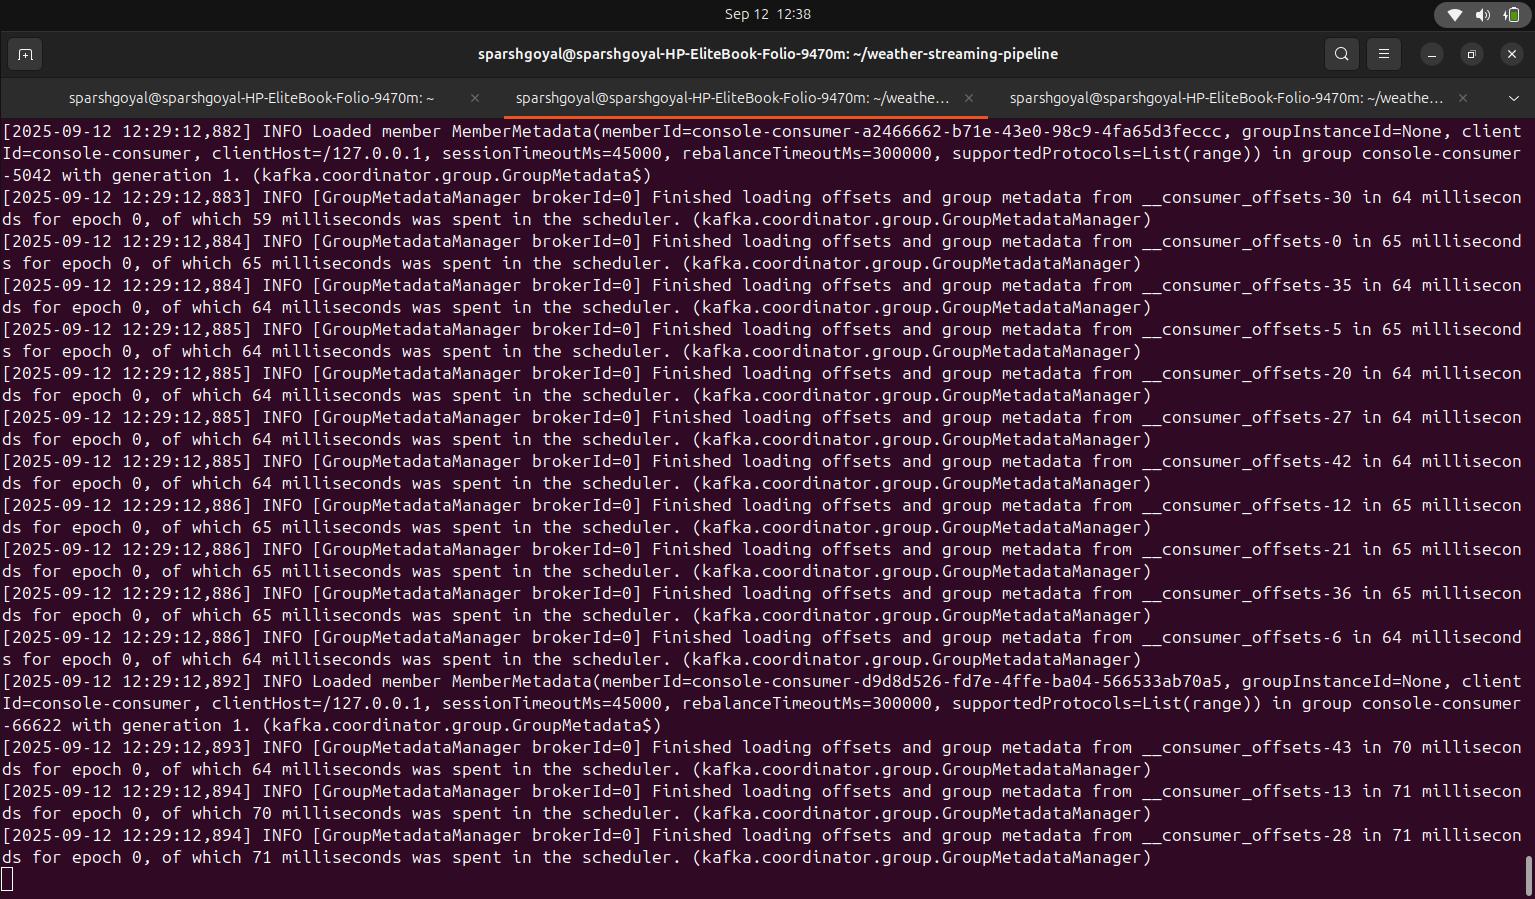 Sep 12 12:38
sparshgoyal@sparshgoyal-HP-EliteBook-Folio-9470m: ~/weather-streaming-pipeline
sparshgoyal@sparshgoyal-HP-EliteBook-Folio-9470m: ~
sparshgoyal@sparshgoyal-HP-EliteBook-Folio-9470m: ~/weathe...
sparshgoyal@sparshgoyal-HP-EliteBook-Folio-9470m: ~/weathe...
[2025-09-12 12:29:12,882] INFO Loaded member MemberMetadata(memberId=console-consumer-a2466662-b71e-43e0-98c9-4fa65d3feccc, groupInstanceId=None, client
Id=console-consumer, clientHost=/127.0.0.1, sessionTimeoutMs=45000, rebalanceTimeoutMs=300000, supportedProtocols=List(range)) in group console-consumer
-5042 with generation 1. (kafka.coordinator.group.GroupMetadata$)
[2025-09-12 12:29:12,883] INFO [GroupMetadataManager brokerId=0] Finished loading offsets and group metadata from __consumer_offsets-30 in 64 millisecon
ds for epoch 0, of which 59 milliseconds was spent in the scheduler. (kafka.coordinator.group.GroupMetadataManager)
[2025-09-12 12:29:12,884] INFO [GroupMetadataManager brokerId=0] Finished loading offsets and group metadata from __consumer_offsets-0 in 65 millisecond
s for epoch 0, of which 65 milliseconds was spent in the scheduler. (kafka.coordinator.group.GroupMetadataManager)
[2025-09-12 12:29:12,884] INFO [GroupMetadataManager brokerId=0] Finished loading offsets and group metadata from __consumer_offsets-35 in 64 millisecon
ds for epoch 0, of which 64 milliseconds was spent in the scheduler. (kafka.coordinator.group.GroupMetadataManager)
[2025-09-12 12:29:12,885] INFO [GroupMetadataManager brokerId=0] Finished loading offsets and group metadata from __consumer_offsets-5 in 65 millisecond
s for epoch 0, of which 64 milliseconds was spent in the scheduler. (kafka.coordinator.group.GroupMetadataManager)
[2025-09-12 12:29:12,885] INFO [GroupMetadataManager brokerId=0] Finished loading offsets and group metadata from __consumer_offsets-20 in 64 millisecon
ds for epoch 0, of which 64 milliseconds was spent in the scheduler. (kafka.coordinator.group.GroupMetadataManager)
[2025-09-12 12:29:12,885] INFO [GroupMetadataManager brokerId=0] Finished loading offsets and group metadata from __consumer_offsets-27 in 64 millisecon
ds for epoch 0, of which 64 milliseconds was spent in the scheduler. (kafka.coordinator.group.GroupMetadataManager)
[2025-09-12 12:29:12,885] INFO [GroupMetadataManager brokerId=0] Finished loading offsets and group metadata from __consumer_offsets-42 in 64 millisecon
ds for epoch 0, of which 64 milliseconds was spent in the scheduler. (kafka.coordinator.group.GroupMetadataManager)
[2025-09-12 12:29:12,886] INFO [GroupMetadataManager brokerId=0] Finished loading offsets and group metadata from __consumer_offsets-12 in 65 millisecon
ds for epoch 0, of which 65 milliseconds was spent in the scheduler. (kafka.coordinator.group.GroupMetadataManager)
[2025-09-12 12:29:12,886] INFO [GroupMetadataManager brokerId=0] Finished loading offsets and group metadata from __consumer_offsets-21 in 65 millisecon
ds for epoch 0, of which 65 milliseconds was spent in the scheduler. (kafka.coordinator.group.GroupMetadataManager)
[2025-09-12 12:29:12,886] INFO [GroupMetadataManager brokerId=0] Finished loading offsets and group metadata from __consumer_offsets-36 in 65 millisecon
ds for epoch 0, of which 65 milliseconds was spent in the scheduler. (kafka.coordinator.group.GroupMetadataManager)
[2025-09-12 12:29:12,886] INFO [GroupMetadataManager brokerId=0] Finished loading offsets and group metadata from __consumer_offsets-6 in 64 millisecond
s for epoch 0, of which 64 milliseconds was spent in the scheduler. (kafka.coordinator.group.GroupMetadataManager)
[2025-09-12 12:29:12,892] INFO Loaded member MemberMetadata(memberId=console-consumer-d9d8d526-fd7e-4ffe-ba04-566533ab70a5, groupInstanceId=None, client
Id=console-consumer, clientHost=/127.0.0.1, sessionTimeoutMs=45000, rebalanceTimeoutMs=300000, supportedProtocols=List(range)) in group console-consumer
-66622 with generation 1. (kafka.coordinator.group.GroupMetadata$)
[2025-09-12 12:29:12,893] INFO [GroupMetadataManager brokerId=0] Finished loading offsets and group metadata from __consumer_offsets-43 in 70 millisecon
ds for epoch 0, of which 64 milliseconds was spent in the scheduler. (kafka.coordinator.group.GroupMetadataManager)
[2025-09-12 12:29:12,894] INFO [GroupMetadataManager brokerId=0] Finished loading offsets and group metadata from __consumer_offsets-13 in 71 millisecon
ds for epoch 0, of which 70 milliseconds was spent in the scheduler. (kafka.coordinator.group.GroupMetadataManager)
[2025-09-12 12:29:12,894] INFO [GroupMetadataManager brokerId=0] Finished loading offsets and group metadata from __consumer_offsets-28 in 71 millisecon
ds for epoch 0, of which 71 milliseconds was spent in the scheduler. (kafka.coordinator.group.GroupMetadataManager)